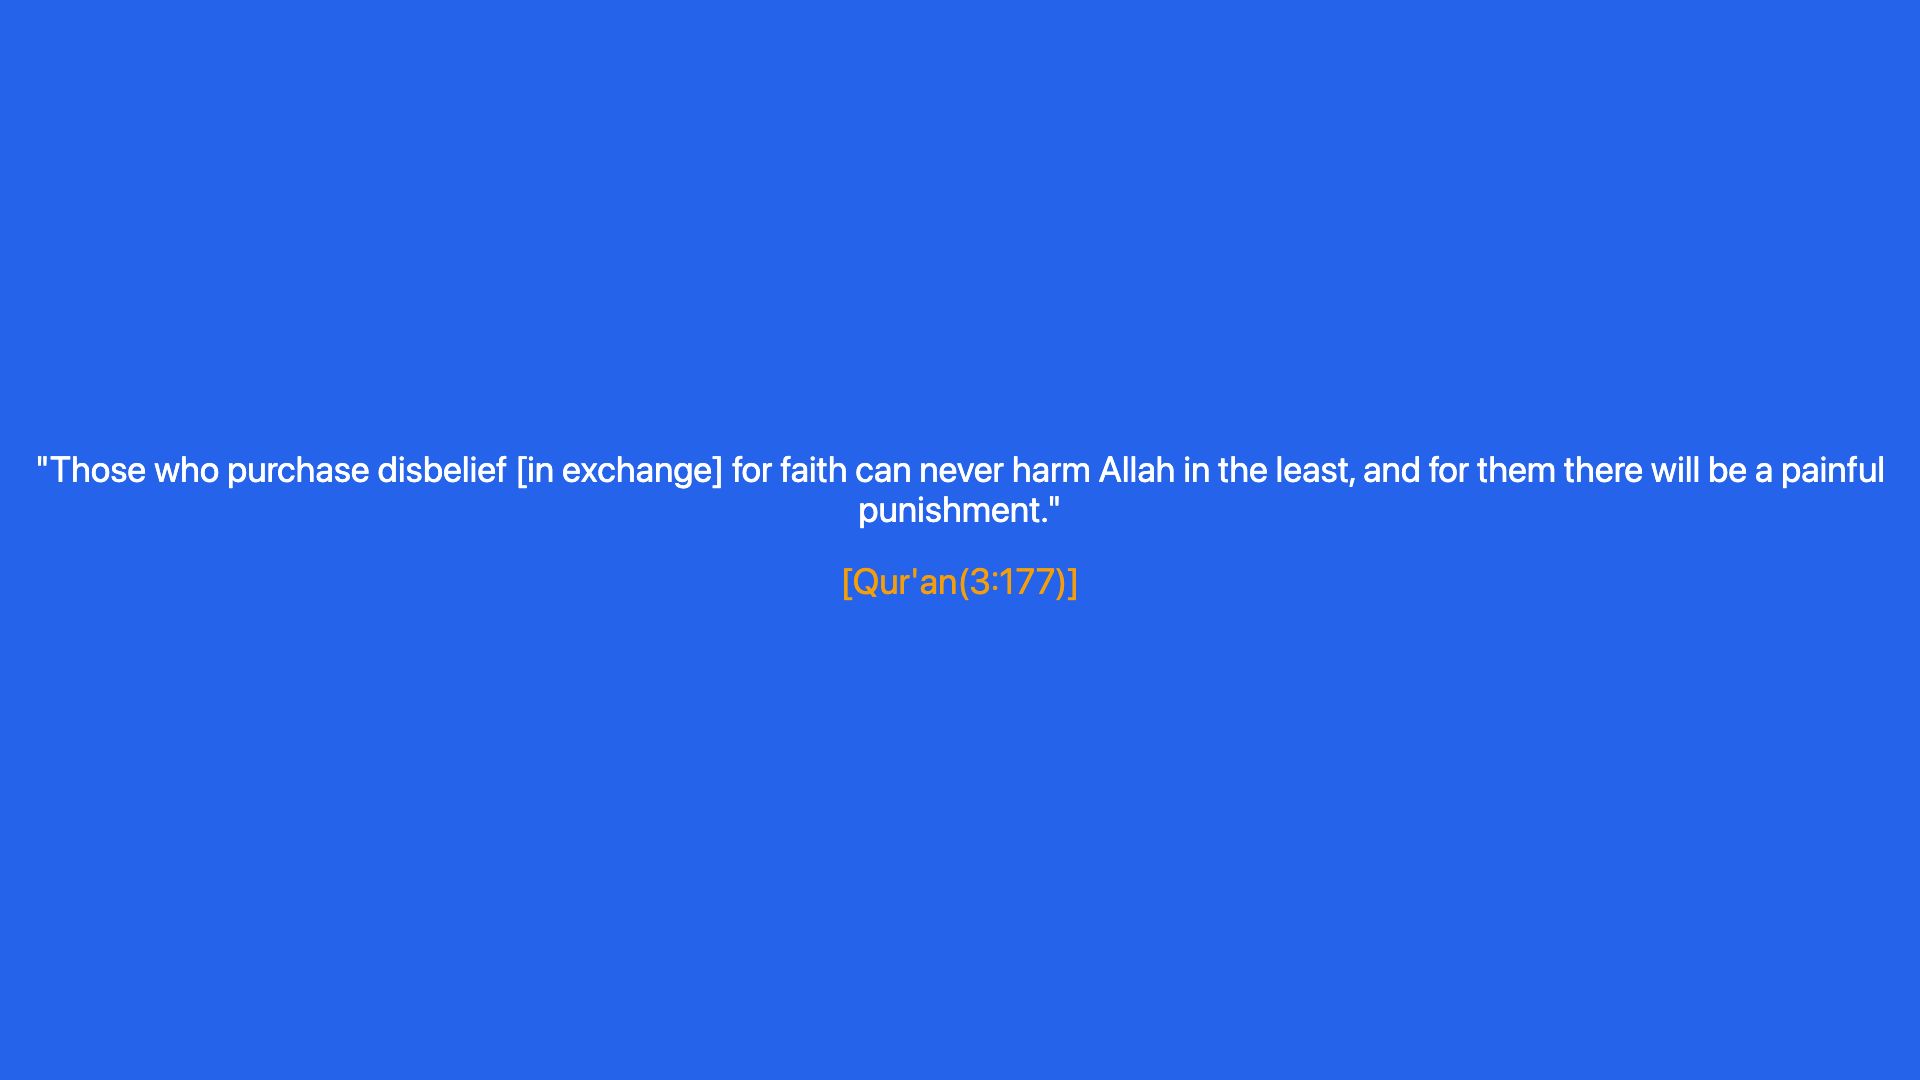 "Those who purchase disbelief [in exchange] for faith can never harm Allah in the least, and for them there will be a painful
punishment."
[Qur'an(3:177)]